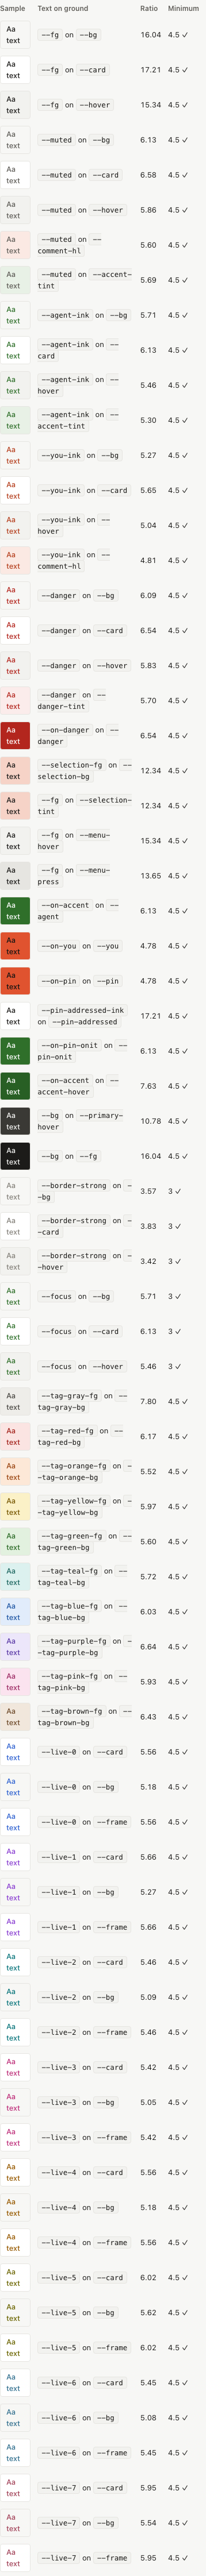 Sample Text on ground Ratio Minimum
Aa text --fg on --bg 16.04 4.5 ✓
Aa text --fg on --card 17.21 4.5 ✓
Aa text --fg on --hover 15.34 4.5 ✓
Aa text --muted on --bg 6.13 4.5 ✓
Aa text --muted on --card 6.58 4.5 ✓
Aa text --muted on --hover 5.86 4.5 ✓
Aa text --muted on --comment-hl 5.60 4.5 ✓
Aa text --muted on --accent-tint 5.69 4.5 ✓
Aa text --agent-ink on --bg 5.71 4.5 ✓
Aa text --agent-ink on --card 6.13 4.5 ✓
Aa text --agent-ink on --hover 5.46 4.5 ✓
Aa text --agent-ink on --accent-tint 5.30 4.5 ✓
Aa text --you-ink on --bg 5.27 4.5 ✓
Aa text --you-ink on --card 5.65 4.5 ✓
Aa text --you-ink on --hover 5.04 4.5 ✓
Aa text --you-ink on --comment-hl 4.81 4.5 ✓
Aa text --danger on --bg 6.09 4.5 ✓
Aa text --danger on --card 6.54 4.5 ✓
Aa text --danger on --hover 5.83 4.5 ✓
Aa text --danger on --danger-tint 5.70 4.5 ✓
Aa text --on-danger on --danger 6.54 4.5 ✓
Aa text --selection-fg on --selection-bg 12.34 4.5 ✓
Aa text --fg on --selection-tint 12.34 4.5 ✓
Aa text --fg on --menu-hover 15.34 4.5 ✓
Aa text --fg on --menu-press 13.65 4.5 ✓
Aa text --on-accent on --agent 6.13 4.5 ✓
Aa text --on-you on --you 4.78 4.5 ✓
Aa text --on-pin on --pin 4.78 4.5 ✓
Aa text --pin-addressed-ink on --pin-addressed 17.21 4.5 ✓
Aa text --on-pin-onit on --pin-onit 6.13 4.5 ✓
Aa text --on-accent on --accent-hover 7.63 4.5 ✓
Aa text --bg on --primary-hover 10.78 4.5 ✓
Aa text --bg on --fg 16.04 4.5 ✓
Aa text --border-strong on --bg 3.57 3 ✓
Aa text --border-strong on --card 3.83 3 ✓
Aa text --border-strong on --hover 3.42 3 ✓
Aa text --focus on --bg 5.71 3 ✓
Aa text --focus on --card 6.13 3 ✓
Aa text --focus on --hover 5.46 3 ✓
Aa text --tag-gray-fg on --tag-gray-bg 7.80 4.5 ✓
Aa text --tag-red-fg on --tag-red-bg 6.17 4.5 ✓
Aa text --tag-orange-fg on --tag-orange-bg 5.52 4.5 ✓
Aa text --tag-yellow-fg on --tag-yellow-bg 5.97 4.5 ✓
Aa text --tag-green-fg on --tag-green-bg 5.60 4.5 ✓
Aa text --tag-teal-fg on --tag-teal-bg 5.72 4.5 ✓
Aa text --tag-blue-fg on --tag-blue-bg 6.03 4.5 ✓
Aa text --tag-purple-fg on --tag-purple-bg 6.64 4.5 ✓
Aa text --tag-pink-fg on --tag-pink-bg 5.93 4.5 ✓
Aa text --tag-brown-fg on --tag-brown-bg 6.43 4.5 ✓
Aa text --live-0 on --card 5.56 4.5 ✓
Aa text --live-0 on --bg 5.18 4.5 ✓
Aa text --live-0 on --frame 5.56 4.5 ✓
Aa text --live-1 on --card 5.66 4.5 ✓
Aa text --live-1 on --bg 5.27 4.5 ✓
Aa text --live-1 on --frame 5.66 4.5 ✓
Aa text --live-2 on --card 5.46 4.5 ✓
Aa text --live-2 on --bg 5.09 4.5 ✓
Aa text --live-2 on --frame 5.46 4.5 ✓
Aa text --live-3 on --card 5.42 4.5 ✓
Aa text --live-3 on --bg 5.05 4.5 ✓
Aa text --live-3 on --frame 5.42 4.5 ✓
Aa text --live-4 on --card 5.56 4.5 ✓
Aa text --live-4 on --bg 5.18 4.5 ✓
Aa text --live-4 on --frame 5.56 4.5 ✓
Aa text --live-5 on --card 6.02 4.5 ✓
Aa text --live-5 on --bg 5.62 4.5 ✓
Aa text --live-5 on --frame 6.02 4.5 ✓
Aa text --live-6 on --card 5.45 4.5 ✓
Aa text --live-6 on --bg 5.08 4.5 ✓
Aa text --live-6 on --frame 5.45 4.5 ✓
Aa text --live-7 on --card 5.95 4.5 ✓
Aa text --live-7 on --bg 5.54 4.5 ✓
Aa text --live-7 on --frame 5.95 4.5 ✓